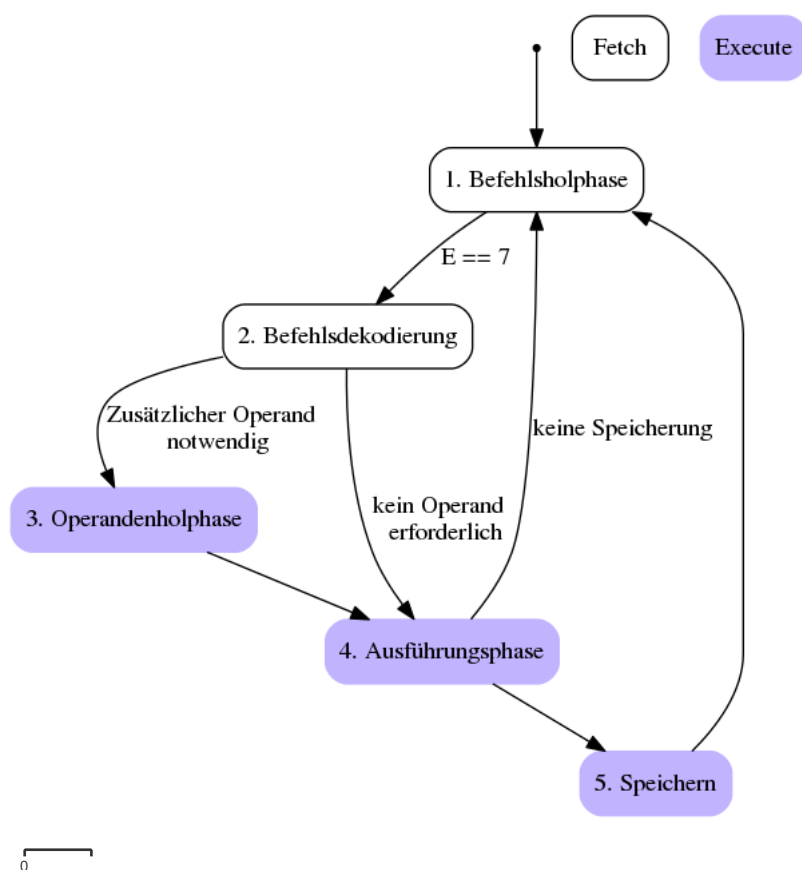 Fetch
Execute
1. Befehlsholphase
E == 7
2. Befehlsdekodierung
Zusätzlicher Operand
notwendig
keine Speicherung
kein Operand
erforderlich
3. Operandenholphase
4. Ausführungsphase
5. Speichern
0